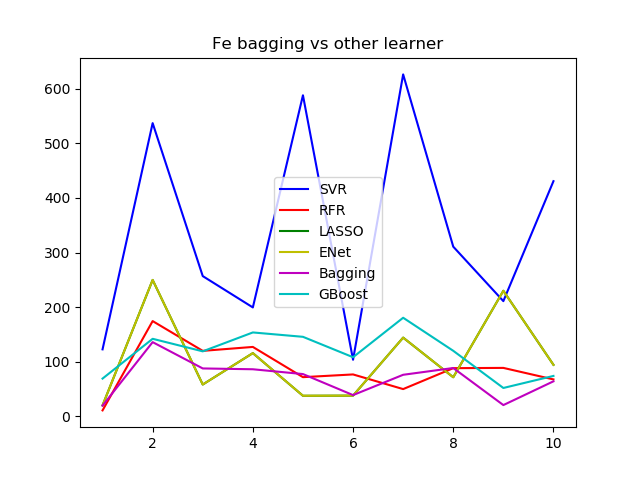 Fe bagging vs other learner
600
500
400
300
200
100
0
SVR
RFR
LASSO
ENet
Bagging
GBoost
2 4 6 8 10